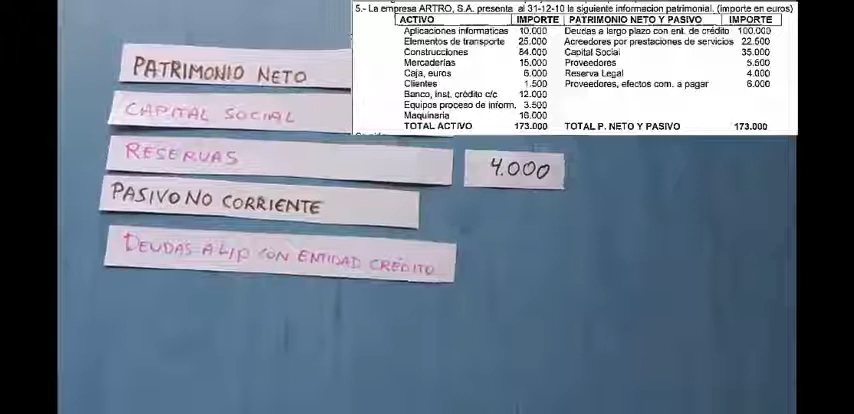 5.- La empresa ARTRO, S.A. presenta al 31-12-10 la siguiente informacion patrimonial. (importe en euros)
ACTIVO IMPORTE PATRIMONIO NETO Y PASIVO IMPORTE
Aplicaciones informaticas 10.000 Deudas a largo plazo con ent. de crédito 100.000
Elementos de transporte 25.000 Acreedores por prestaciones de servicios 22.500
Construcciones 84.000 Capital Social 35.000
Mercaderías 15.000 Proveedores 5.500
Caja, euros 6.000 Reserva Legal 4.000
Clientes 1.500 Proveedores, efectos com. a pagar 6.000
Banco, inst. crédito c/c 12.000
Equipos proceso de inform. 3.500
Maquinaria 16.000
TOTAL ACTIVO 173.000 TOTAL P. NETO Y PASIVO 173.000
PATRIMONIO NETO
CAPITAL SOCIAL
RESERVAS 4.000
PASIVO NO CORRIENTE
DEUDAS A L/P CON ENTIDAD CRÉDITO